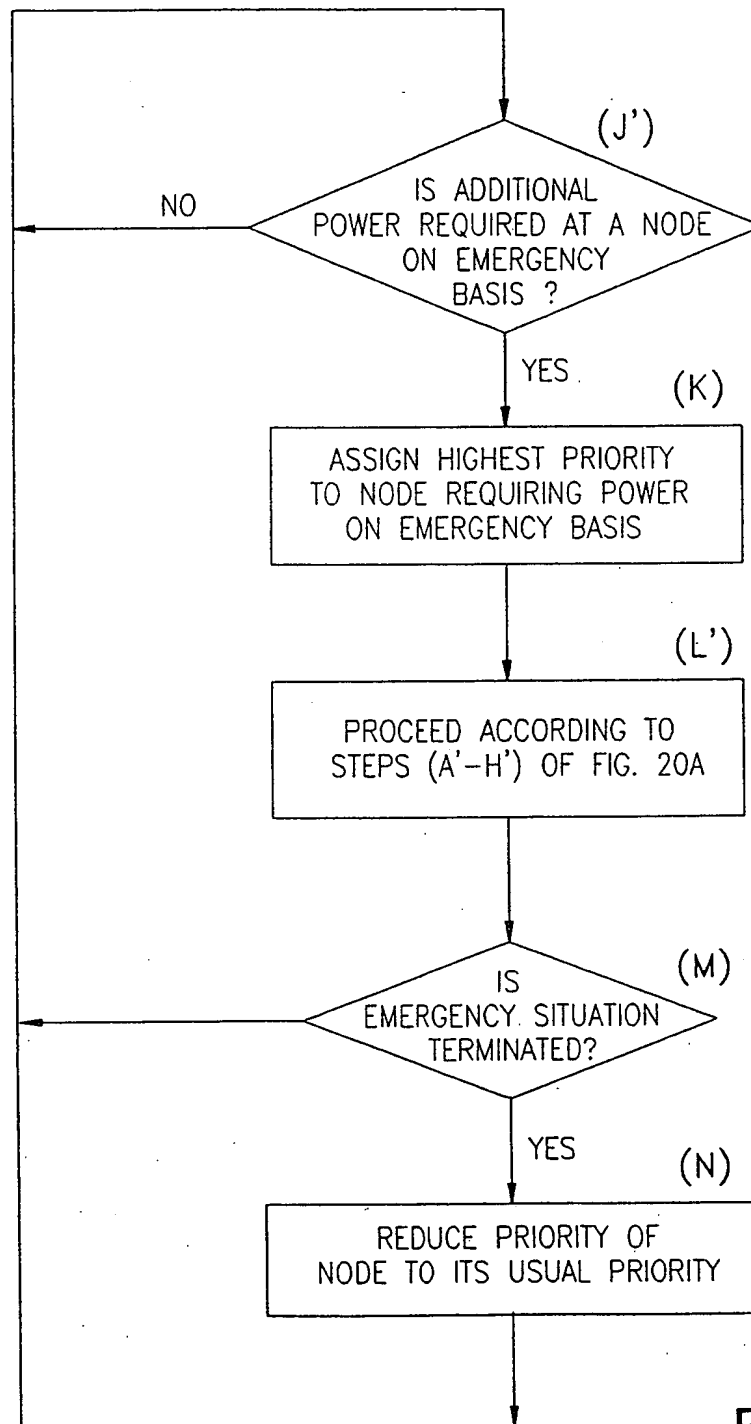 (J')
IS ADDITIONAL
POWER REQUIRED AT A NODE
ON EMERGENCY
BASIS ?
NO
YES
(K)
ASSIGN HIGHEST PRIORITY
TO NODE REQUIRING POWER
ON EMERGENCY BASIS
(L')
PROCEED ACCORDING TO
STEPS (A'-H') OF FIG. 20A
(M)
IS
EMERGENCY SITUATION
TERMINATED?
YES
(N)
REDUCE PRIORITY OF
NODE TO ITS USUAL PRIORITY